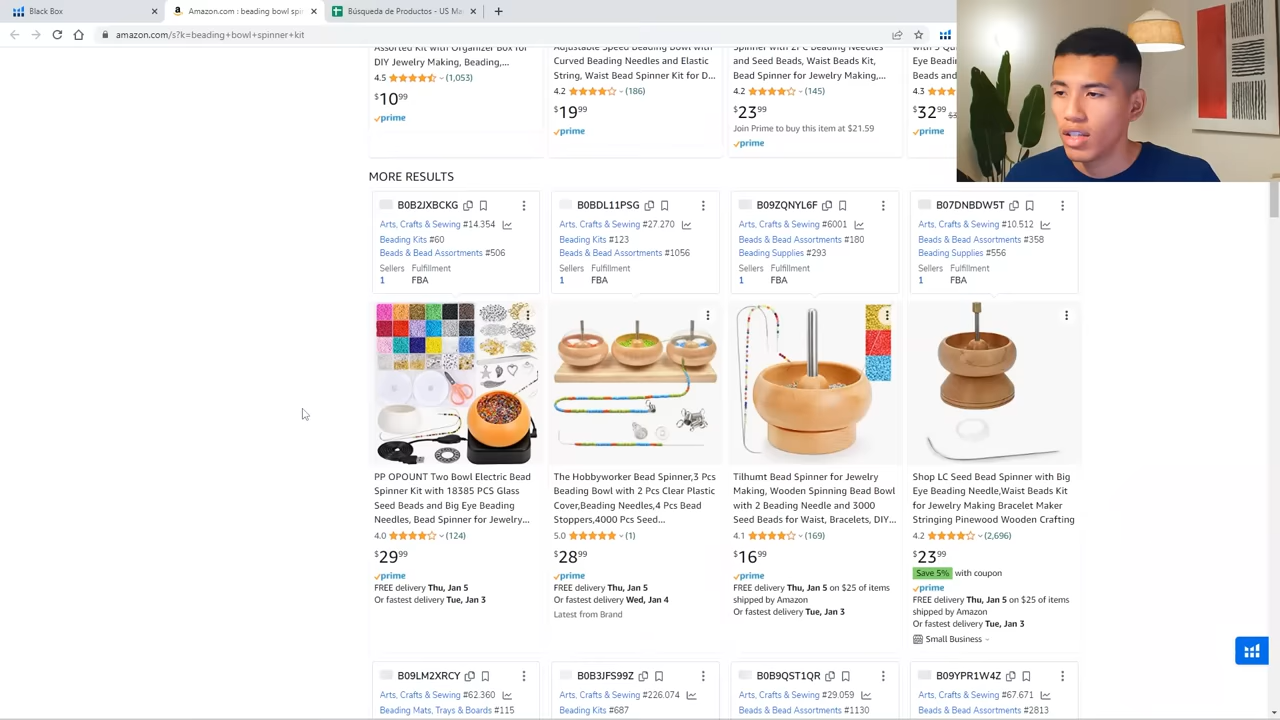 Black Box
Amazon.com : beading bowl spin
Búsqueda de Productos - US Ma
amazon.com/s?k=beading+bowl+spinner+kit
Assorted Kit with Organizer Box for
DIY Jewelry Making, Beading,...
4.5 (1,053)
$10.99
prime
Adjustable Speed Beading Bowl with
Curved Beading Needles and Elastic
String, Waist Bead Spinner Kit for D...
4.2 (186)
$19.99
prime
Spinner with 2PC Beading Needles
and Seed Beads, Waist Beads Kit,
Bead Spinner for Jewelry Making,...
4.2 (145)
$23.99
Join Prime to buy this item at $21.59
prime
Eye Beading
Beads and
4.3
$32.99
prime
MORE RESULTS
B0B2JXBCKG
Arts, Crafts & Sewing #14.354
Beading Kits #60
Beads & Bead Assortments #506
Sellers Fulfillment
1 FBA
B0BDL11PSG
Arts, Crafts & Sewing #27.270
Beading Kits #123
Beads & Bead Assortments #1056
Sellers Fulfillment
1 FBA
B09ZQNYL6F
Arts, Crafts & Sewing #6001
Beads & Bead Assortments #180
Beading Supplies #293
Sellers Fulfillment
1 FBA
B07DNBDW5T
Arts, Crafts & Sewing #10.512
Beads & Bead Assortments #358
Beading Supplies #556
Sellers Fulfillment
1 FBA
PP OPOUNT Two Bowl Electric Bead
Spinner Kit with 18385 PCS Glass
Seed Beads and Big Eye Beading
Needles, Bead Spinner for Jewelry...
4.0 (124)
$29.99
prime
FREE delivery Thu, Jan 5
Or fastest delivery Tue, Jan 3
The Hobbyworker Bead Spinner,3 Pcs
Beading Bowl with 2 Pcs Clear Plastic
Cover,Beading Needles,4 Pcs Bead
Stoppers,4000 Pcs Seed...
5.0 (1)
$28.99
prime
FREE delivery Thu, Jan 5
Or fastest delivery Wed, Jan 4
Latest from Brand
Tilhumt Bead Spinner for Jewelry
Making, Wooden Spinning Bead Bowl
with 2 Beading Needle and 3000
Seed Beads for Waist, Bracelets, DIY...
4.1 (169)
$16.99
prime
FREE delivery Thu, Jan 5 on $25 of items
shipped by Amazon
Or fastest delivery Tue, Jan 3
Shop LC Seed Bead Spinner with Big
Eye Beading Needle,Waist Beads Kit
for Jewelry Making Bracelet Maker
Stringing Pinewood Wooden Crafting
4.2 (2,696)
$23.99
Save 5% with coupon
prime
FREE delivery Thu, Jan 5 on $25 of items
shipped by Amazon
Or fastest delivery Tue, Jan 3
Small Business
B09LM2XRCY
Arts, Crafts & Sewing #62.360
Beading Mats, Trays & Boards #115
B0B3JFS99Z
Arts, Crafts & Sewing #226.074
Beading Kits #687
B0B9QST1QR
Arts, Crafts & Sewing #29.059
Beads & Bead Assortments #1130
B09YPR1W4Z
Arts, Crafts & Sewing #67.671
Beads & Bead Assortments #2813